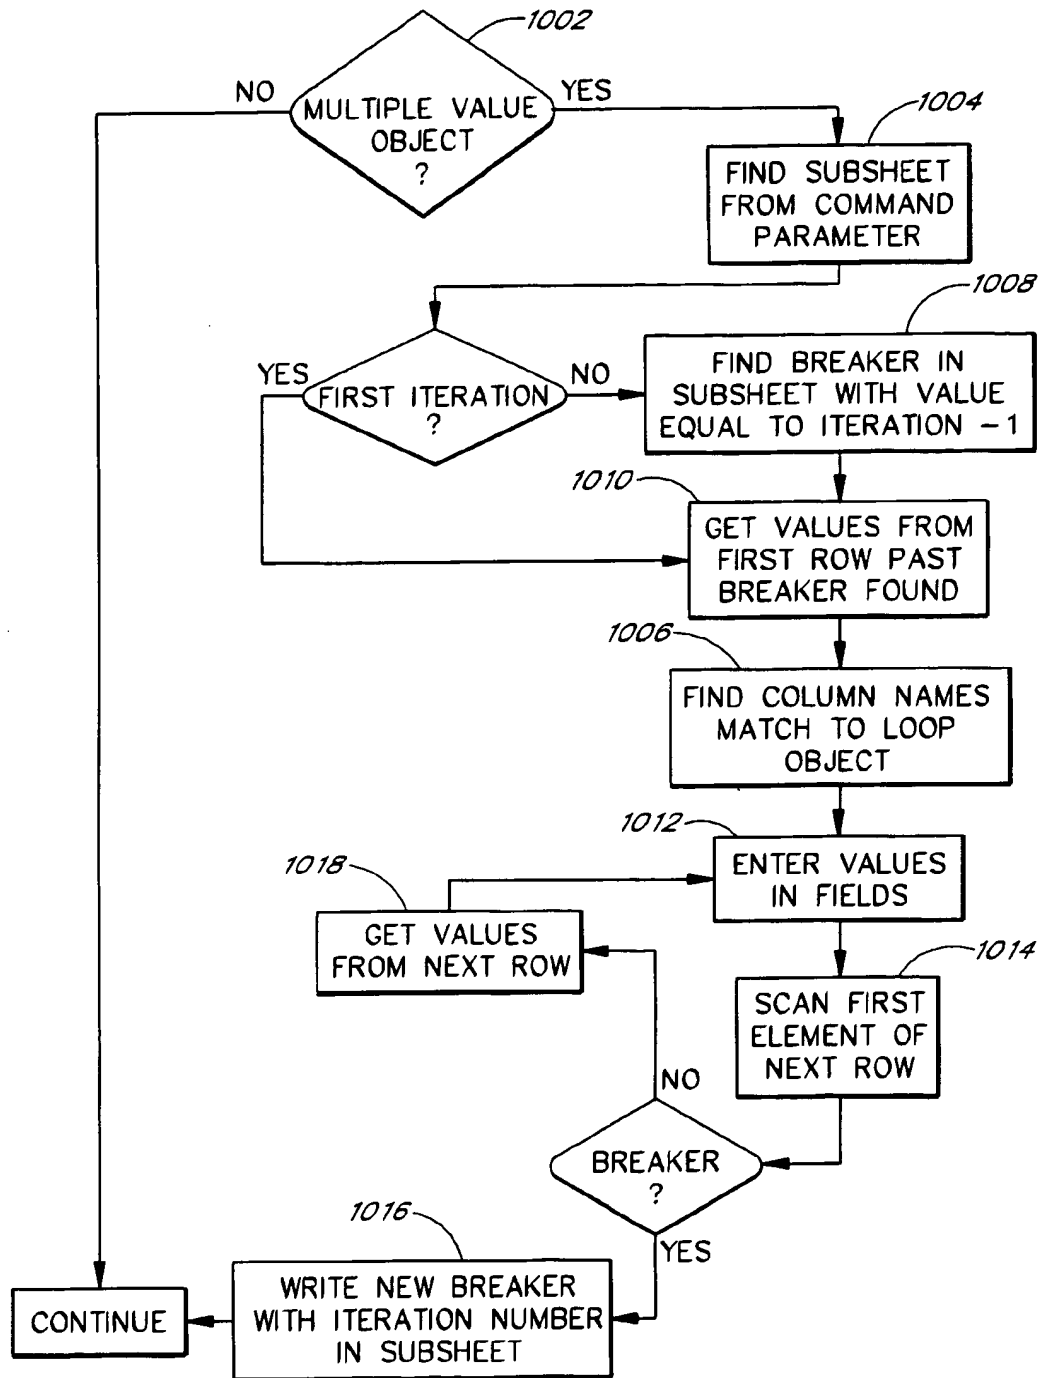 1002
NO
YES
MULTIPLE VALUE
OBJECT
?
1004
FIND SUBSHEET
FROM COMMAND
PARAMETER
1008
YES
FIRST ITERATION
?
NO
FIND BREAKER IN
SUBSHEET WITH VALUE
EQUAL TO ITERATION -1
1010
GET VALUES FROM
FIRST ROW PAST
BREAKER FOUND
1006
FIND COLUMN NAMES
MATCH TO LOOP
OBJECT
1012
ENTER VALUES
IN FIELDS
1018
GET VALUES
FROM NEXT ROW
1014
SCAN FIRST
ELEMENT OF
NEXT ROW
NO
BREAKER
?
YES
1016
WRITE NEW BREAKER
WITH ITERATION NUMBER
IN SUBSHEET
CONTINUE